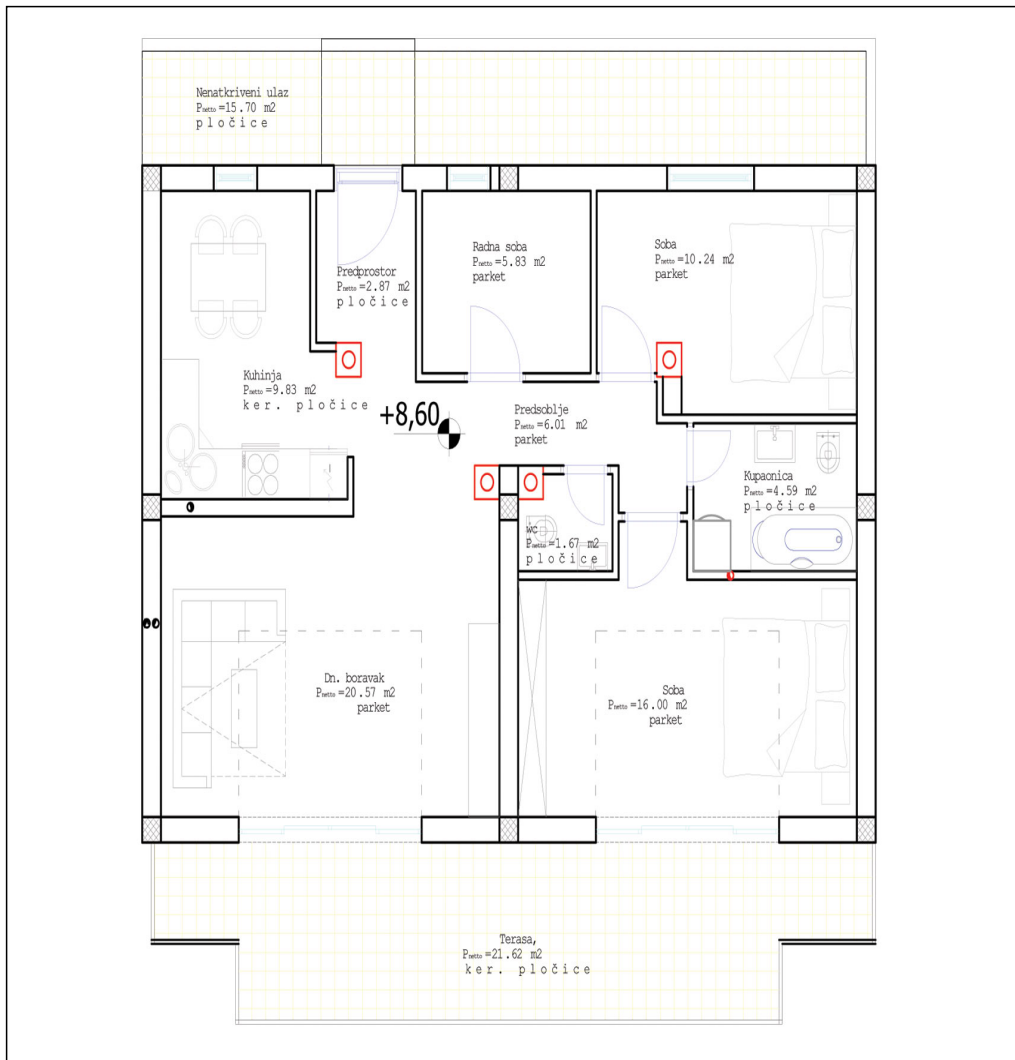 Nenatkriveni ulaz
Pnetto =15.70 m2
pločice
Radna soba
Pnetto =5.83 m2
parket
Soba
Pnetto =10.24 m2
parket
Predprostor
Pnetto =2.87 m2
pločice
Kuhinja
Pnetto =9.83 m2
ker. pločice
+8,60
Predsoblje
Pnetto =6.01 m2
parket
Kupaonica
Pnetto =4.59 m2
pločice
wc
Pnetto =1.67 m2
pločice
Dn. boravak
Pnetto =20.57 m2
parket
Soba
Pnetto =16.00 m2
parket
Terasa,
Pnetto =21.62 m2
ker. pločice